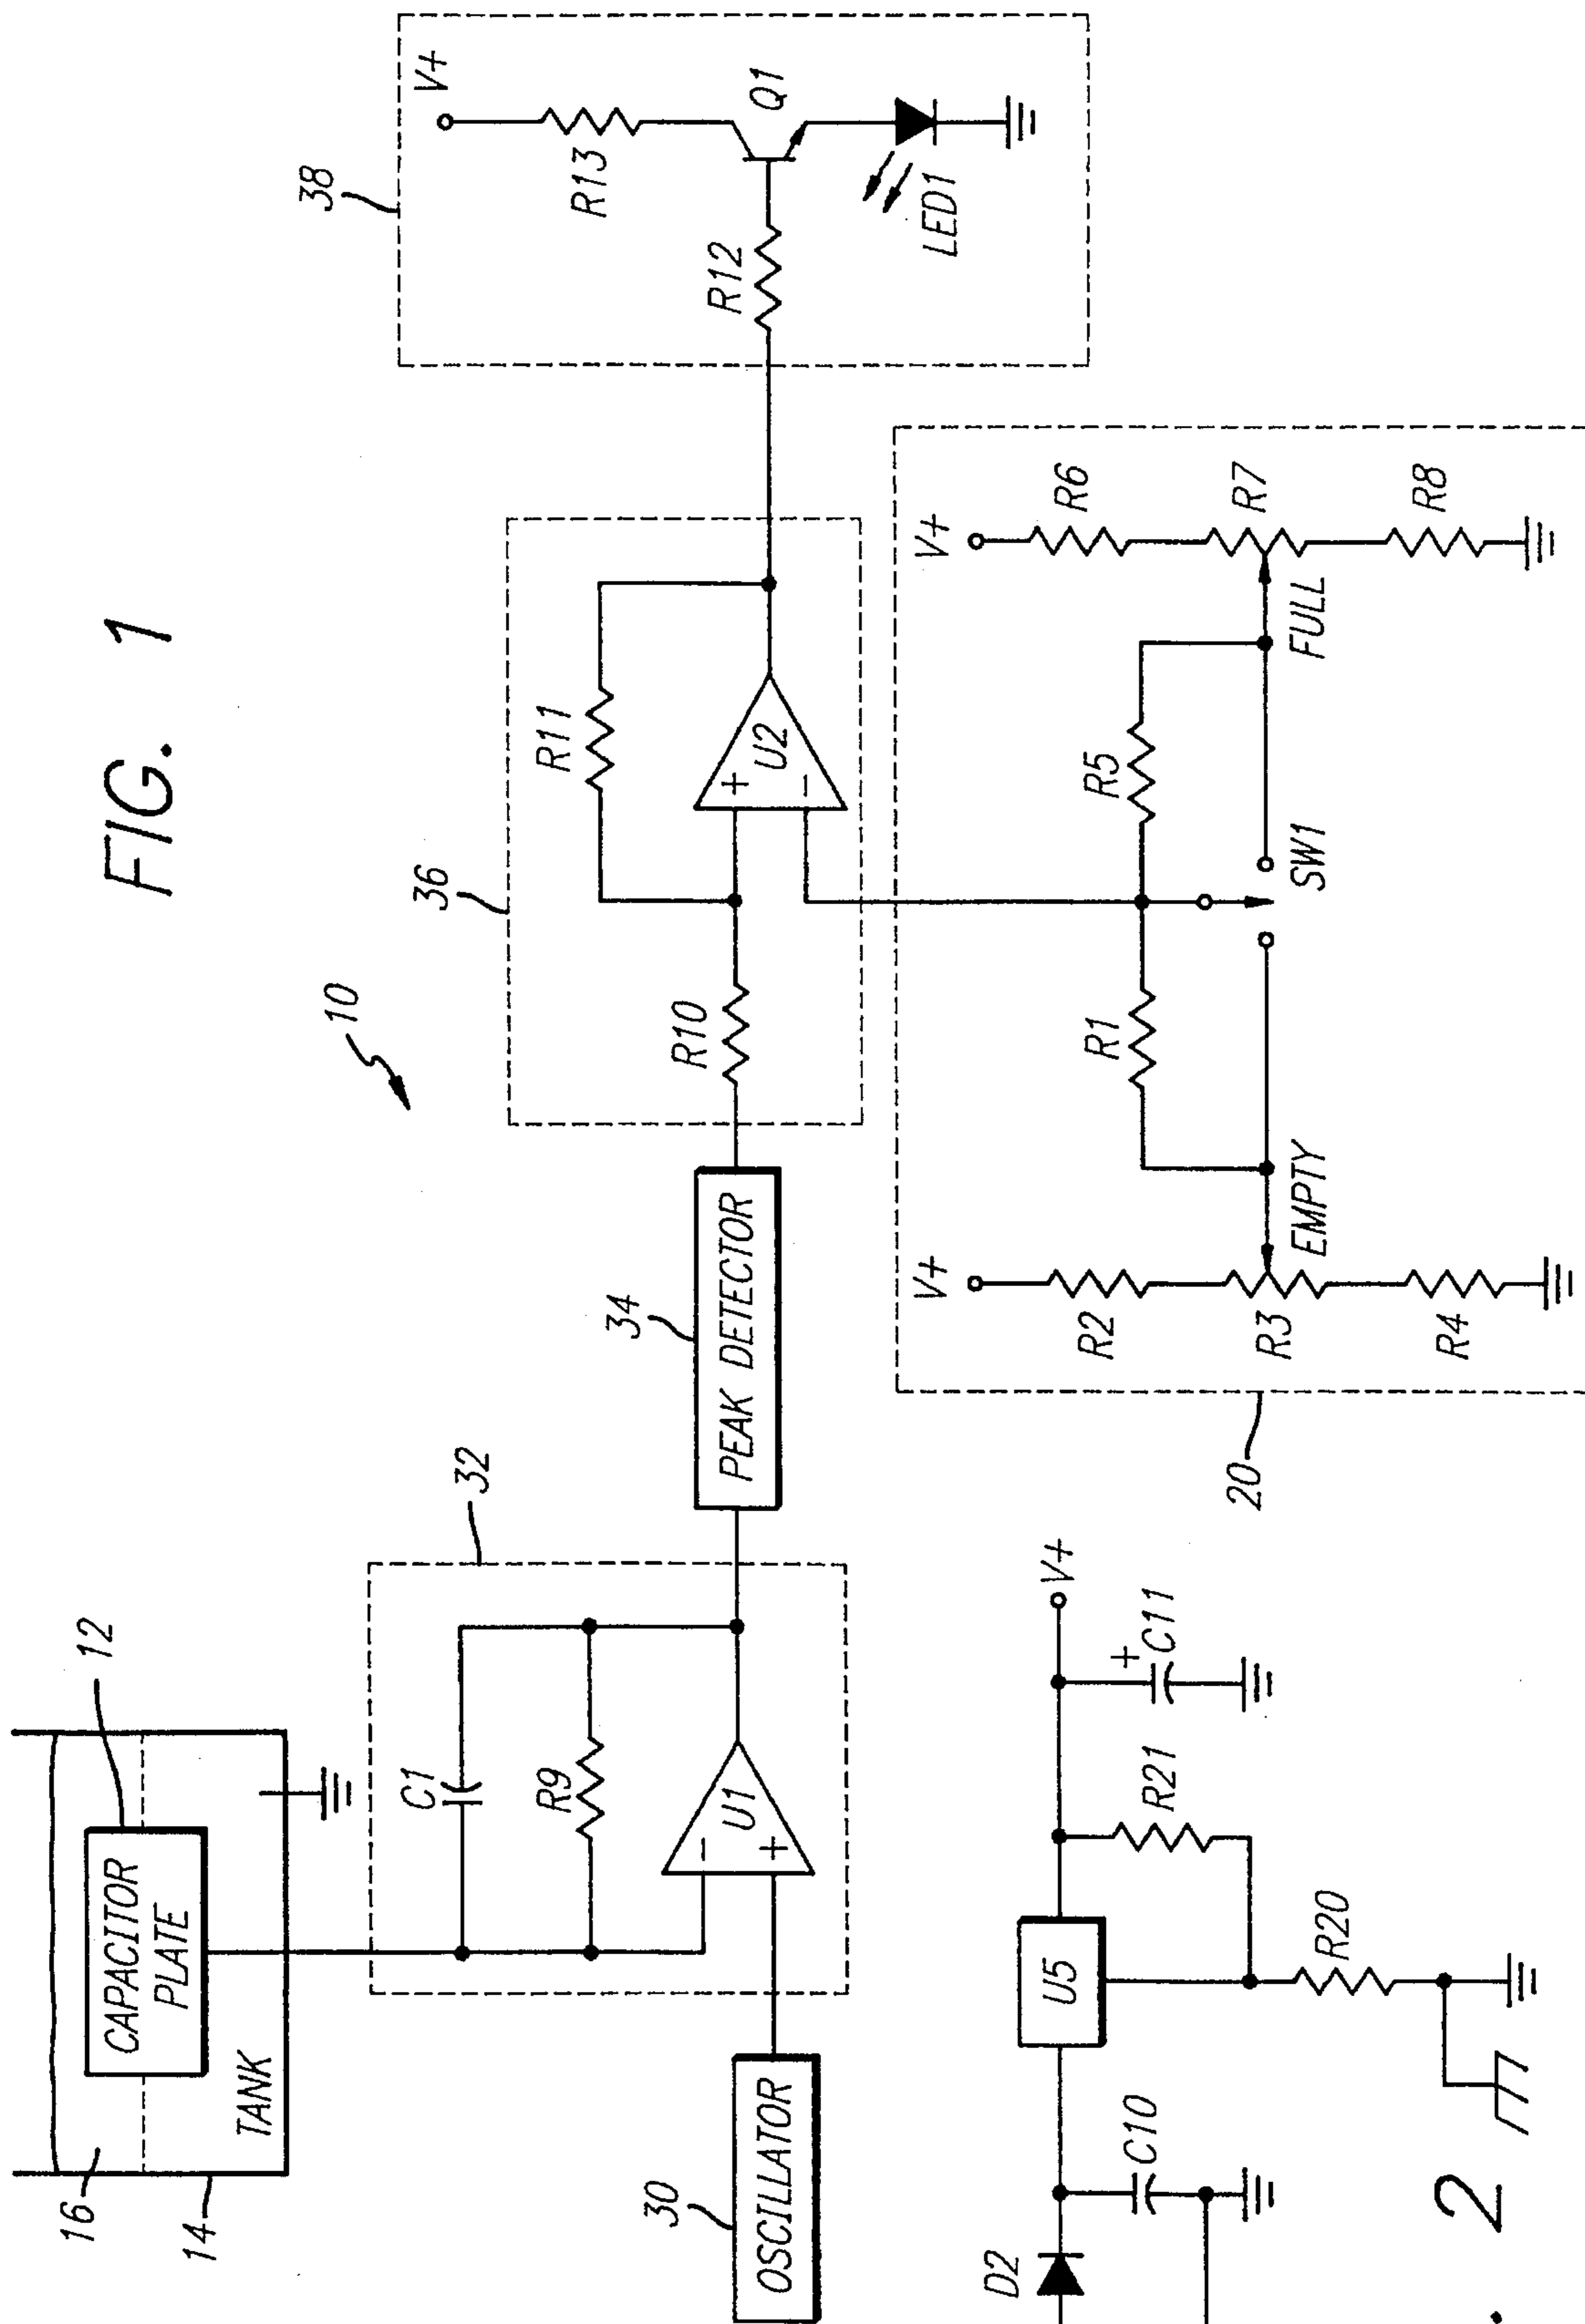 FIG. 1
10
12
CAPACITOR
PLATE
TANK
16
14
32
C1
R9
-
U1
+
30
OSCILLATOR
34
PEAK DETECTOR
36
R10
R11
+
U2
-
38
V+
R13
Q1
R12
LED1
20
V+
R2
R3
R4
EMPTY
R1
R5
SW1
FULL
V+
R6
R7
R8
D2
C10
U5
R21
R20
+
C11
V+
. 2